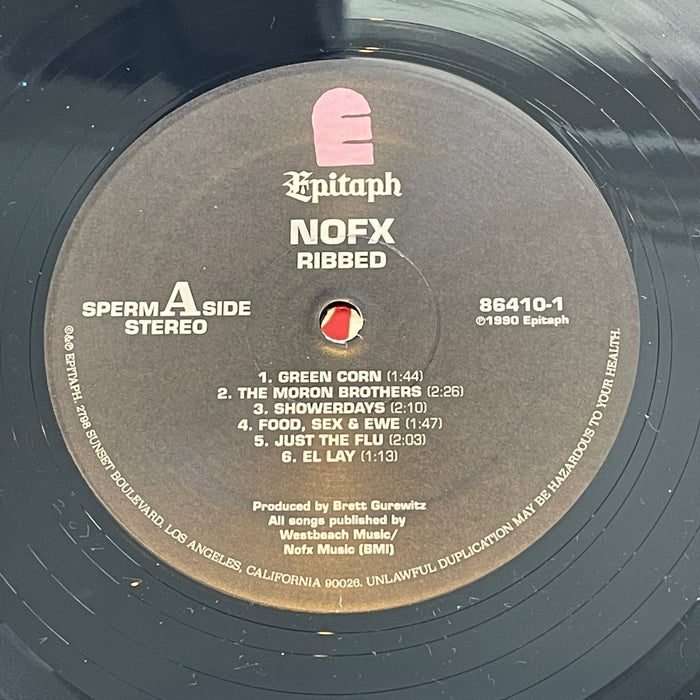 E
Epitaph
NOFX
RIBBED
SPERM A SIDE
STEREO
86410-1
℗1990 Epitaph
1. GREEN CORN (1:44)
2. THE MORON BROTHERS (2:26)
3. SHOWERDAYS (2:10)
4. FOOD, SEX & EWE (1:47)
5. JUST THE FLU (2:03)
6. EL LAY (1:13)
Produced by Brett Gurewitz
All songs published by
Westbeach Music/
Nofx Music (BMI)
©&℗ EPITAPH. 2798 SUNSET BOULEVARD, LOS ANGELES, CALIFORNIA 90026. UNLAWFUL DUPLICATION MAY BE HAZARDOUS TO YOUR HEALTH.